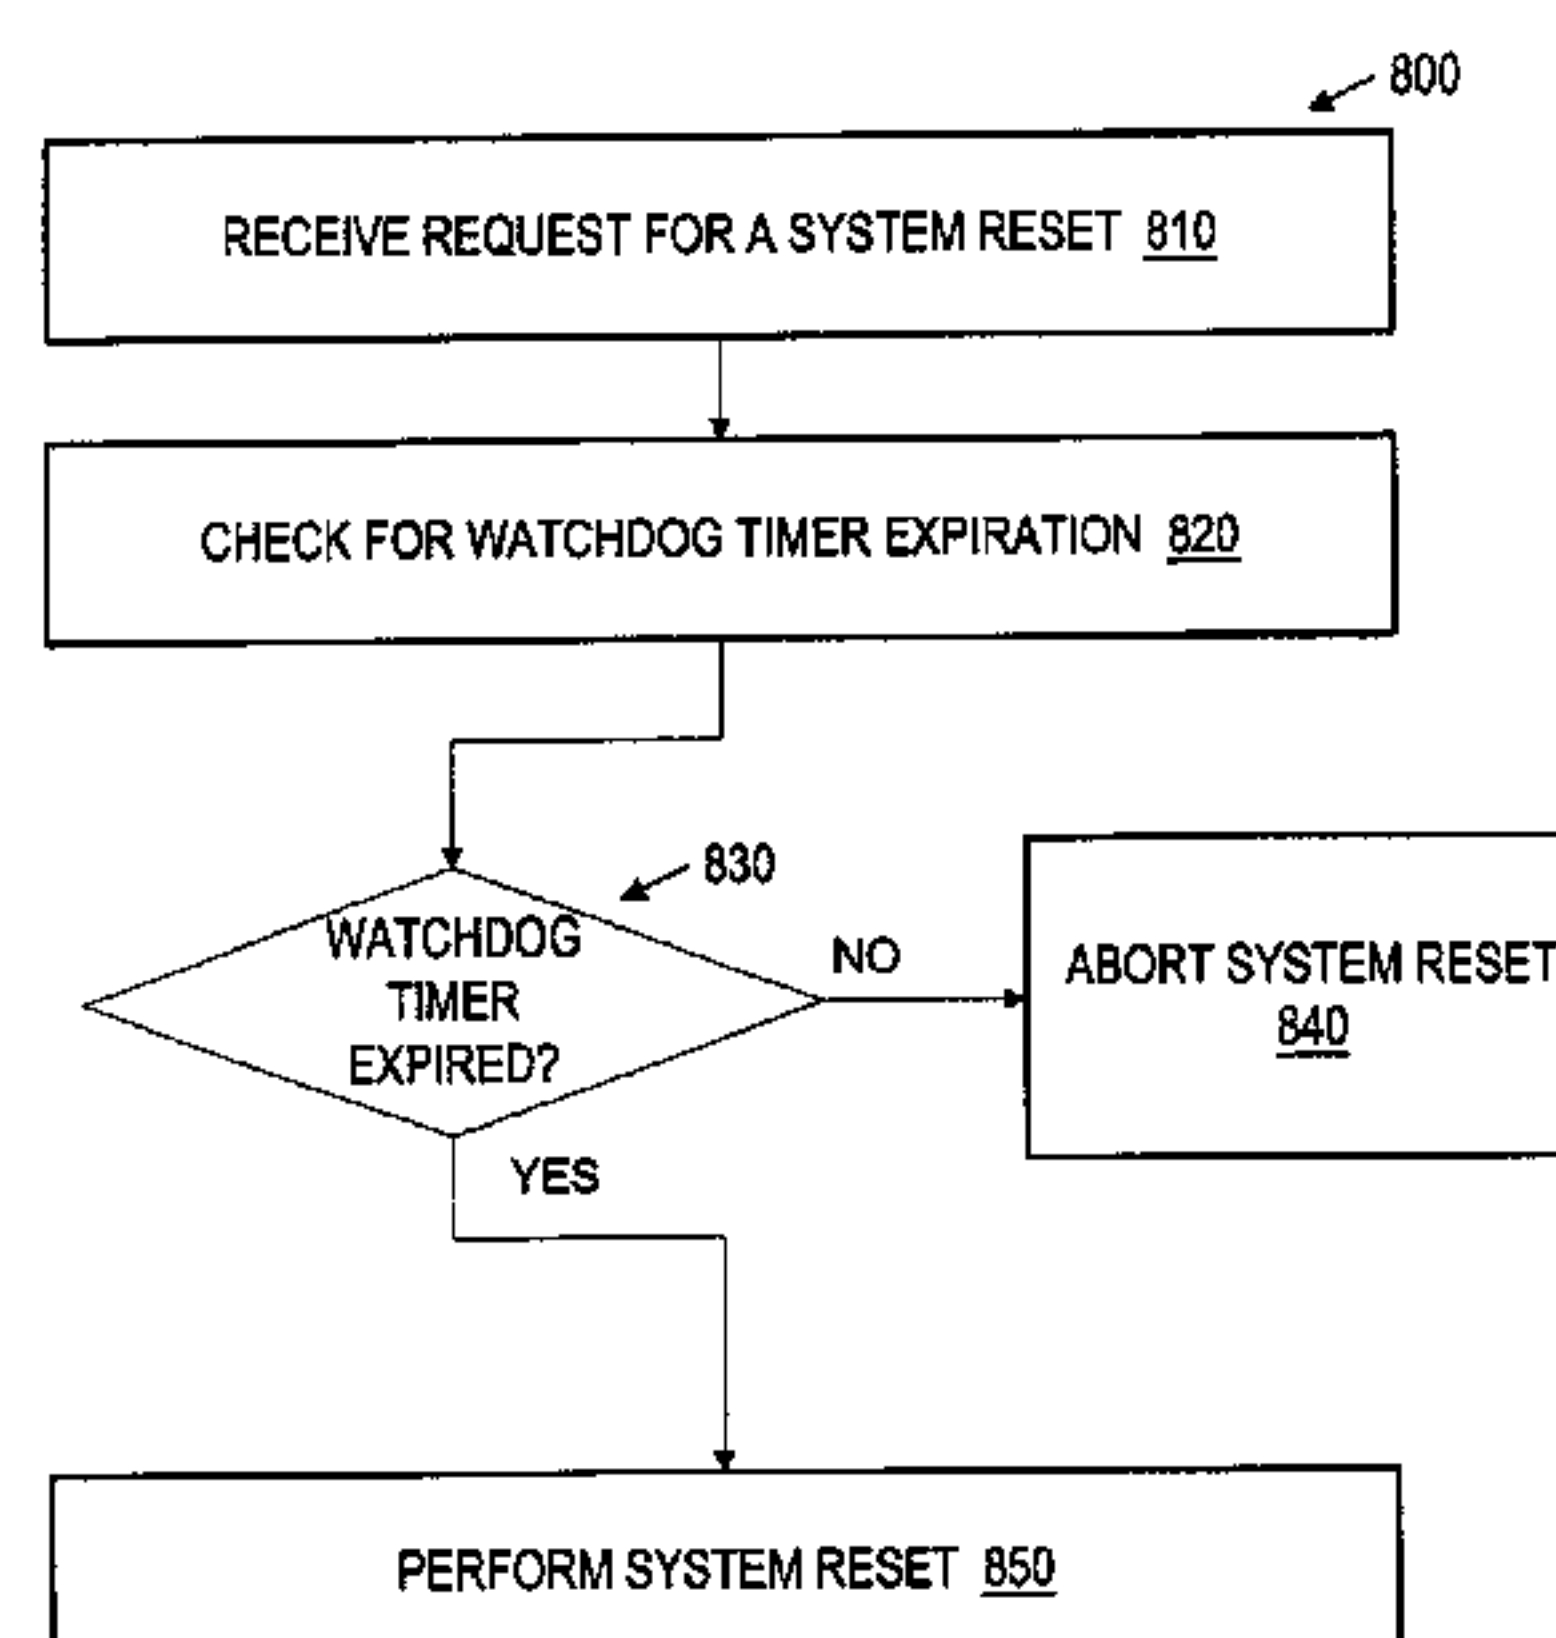 800
RECEIVE REQUEST FOR A SYSTEM RESET 810
CHECK FOR WATCHDOG TIMER EXPIRATION 820
830
WATCHDOG
TIMER
EXPIRED?
NO
ABORT SYSTEM RESET
840
YES
PERFORM SYSTEM RESET 850